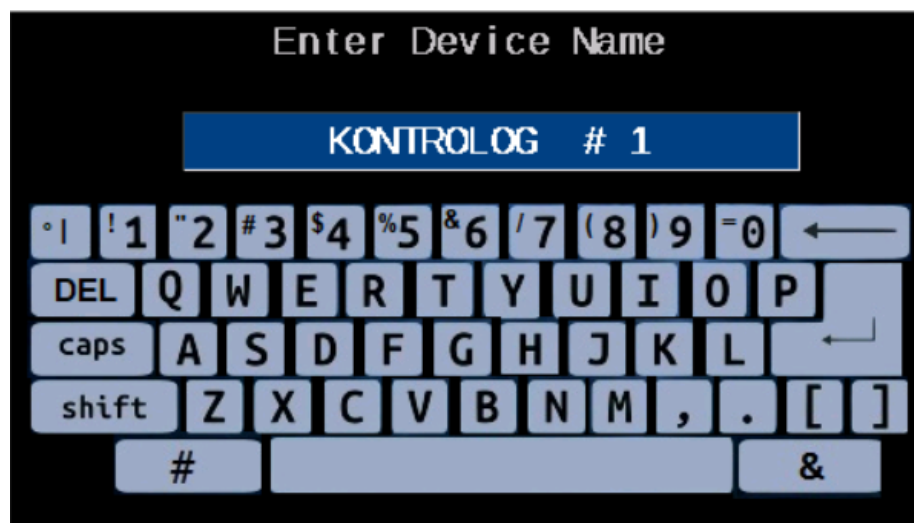 Enter Device Name
KONTROLOG # 1
°| !1 "2 #3 $4 %5 &6 /7 (8 )9 =0 ←
DEL Q W E R T Y U I O P
caps A S D F G H J K L ↵
shift Z X C V B N M , . [ ]
# &